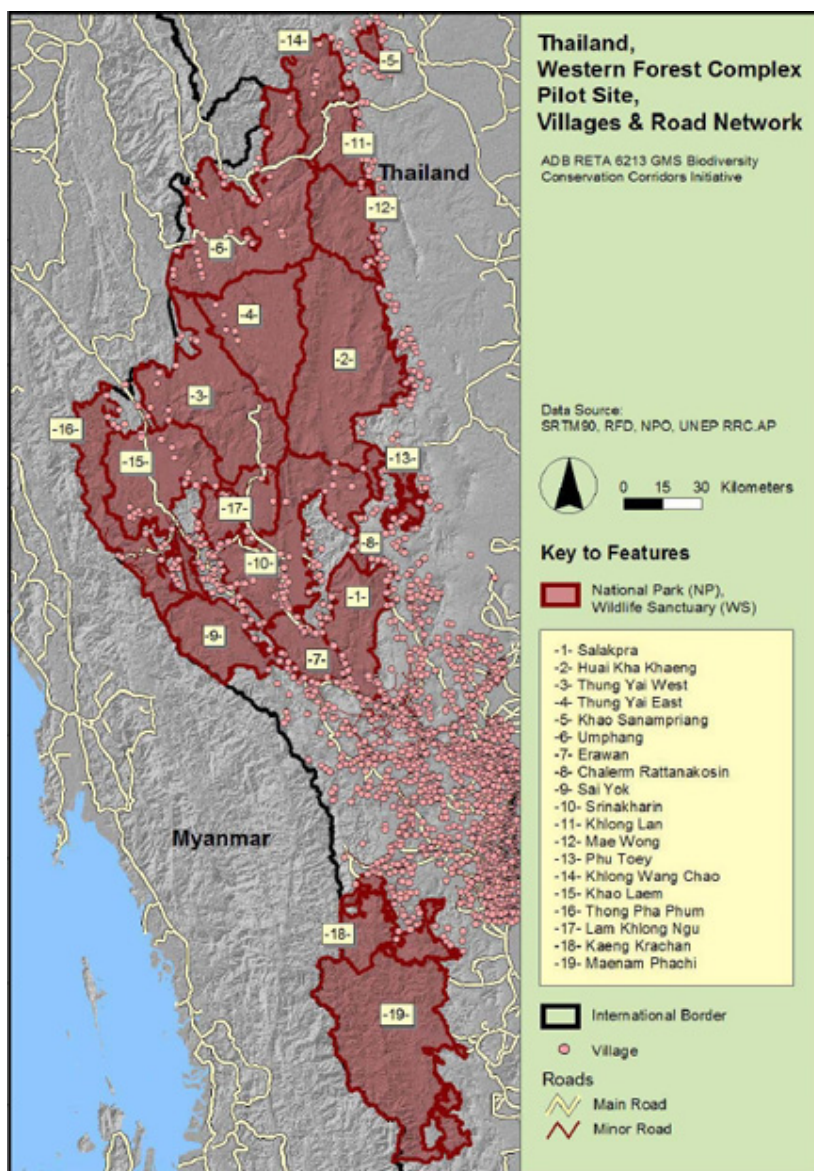 Thailand,
Western Forest Complex
Pilot Site,
Villages & Road Network
ADB RETA 6213 GMS Biodiversity
Conservation Corridors Initiative
Data Source:
SRTM90, RFD, NPO, UNEP RRC.AP
0 15 30 Kilometers
Key to Features
National Park (NP),
Wildlife Sanctuary (WS)
-1- Salakpra
-2- Huai Kha Khaeng
-3- Thung Yai West
-4- Thung Yai East
-5- Khao Sanampriang
-6- Umphang
-7- Erawan
-8- Chalerm Rattanakosin
-9- Sai Yok
-10- Srinakharin
-11- Khlong Lan
-12- Mae Wong
-13- Phu Toey
-14- Khlong Wang Chao
-15- Khao Laem
-16- Thong Pha Phum
-17- Lam Khlong Ngu
-18- Kaeng Krachan
-19- Maenam Phachi
International Border
Village
Roads
Main Road
Minor Road
-14-
-5-
-11-
Thailand
-12-
-6-
-4-
-2-
-3-
-16-
-15-
-13-
-17-
-8-
-10-
-1-
-9-
-7-
Myanmar
-18-
-19-